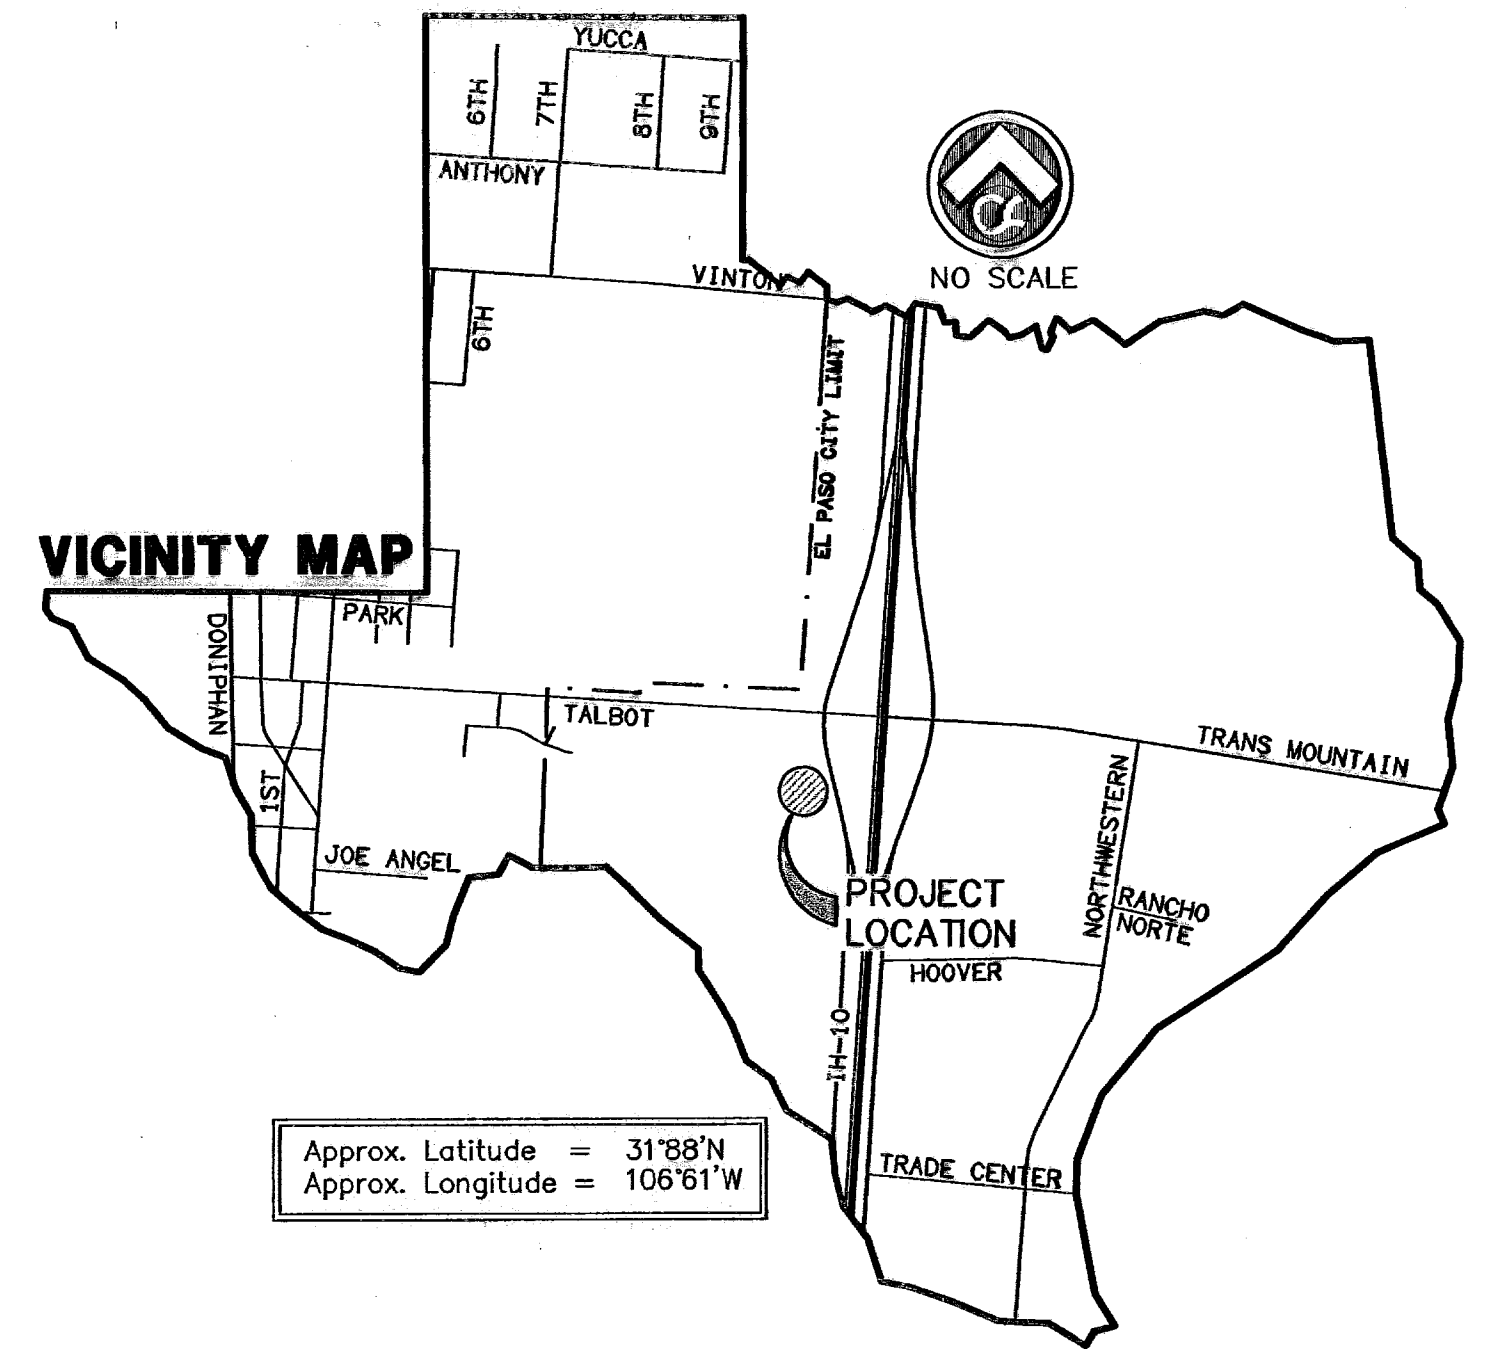 YUCCA
6TH
7TH
8TH
9TH
ANTHONY
NO SCALE
VINTON
6TH
EL PASO CITY LIMIT
VICINITY MAP
PARK
DONIPHAN
TALBOT
TRANS MOUNTAIN
1ST
NORTHWESTERN
JOE ANGEL
PROJECT
LOCATION
RANCHO
NORTE
HOOVER
IH-10
Approx. Latitude = 31°88'N
Approx. Longitude = 106°61'W
TRADE CENTER